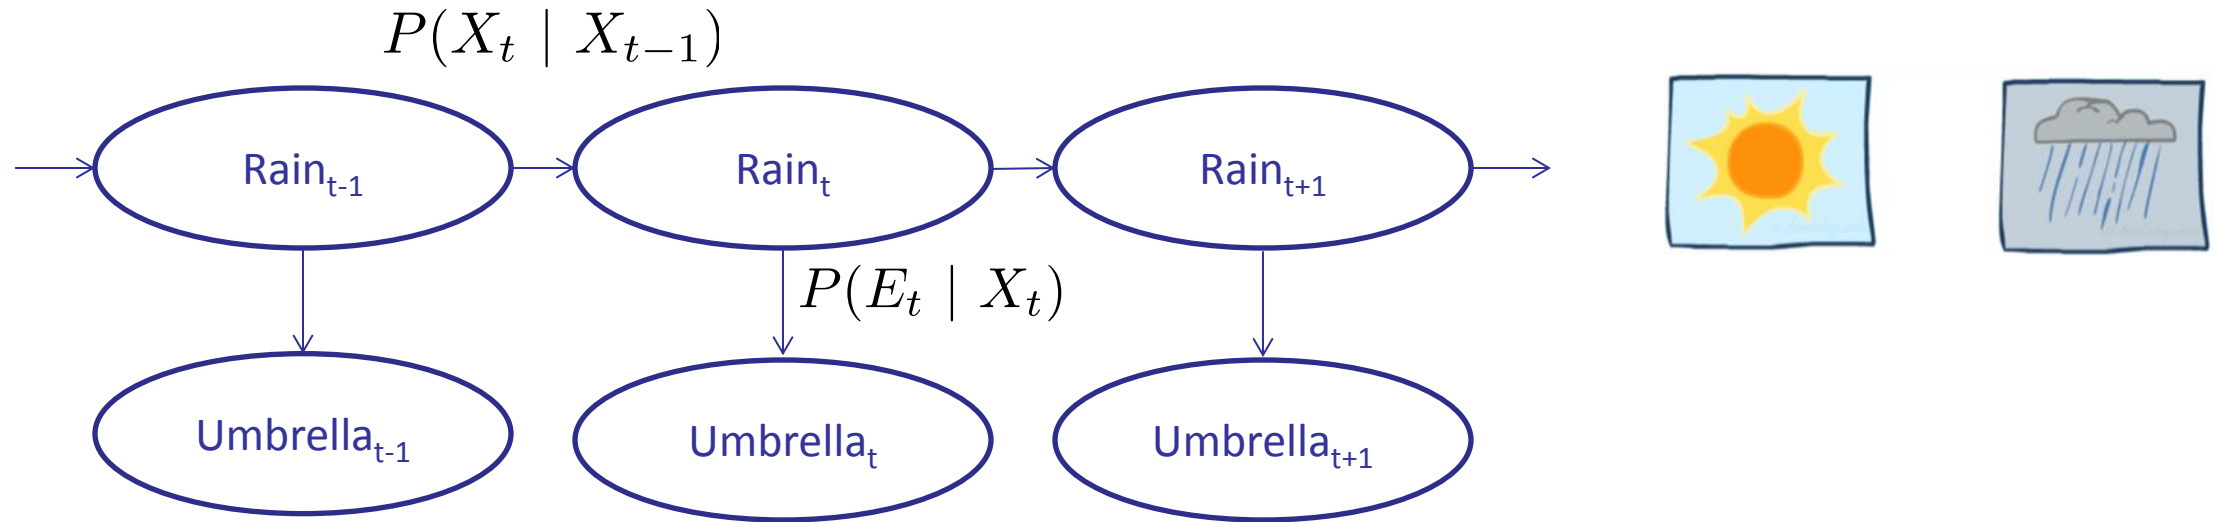 P(X_t | X_{t-1})
Rain_{t-1}
Rain_t
Rain_{t+1}
P(E_t | X_t)
Umbrella_{t-1}
Umbrella_t
Umbrella_{t+1}